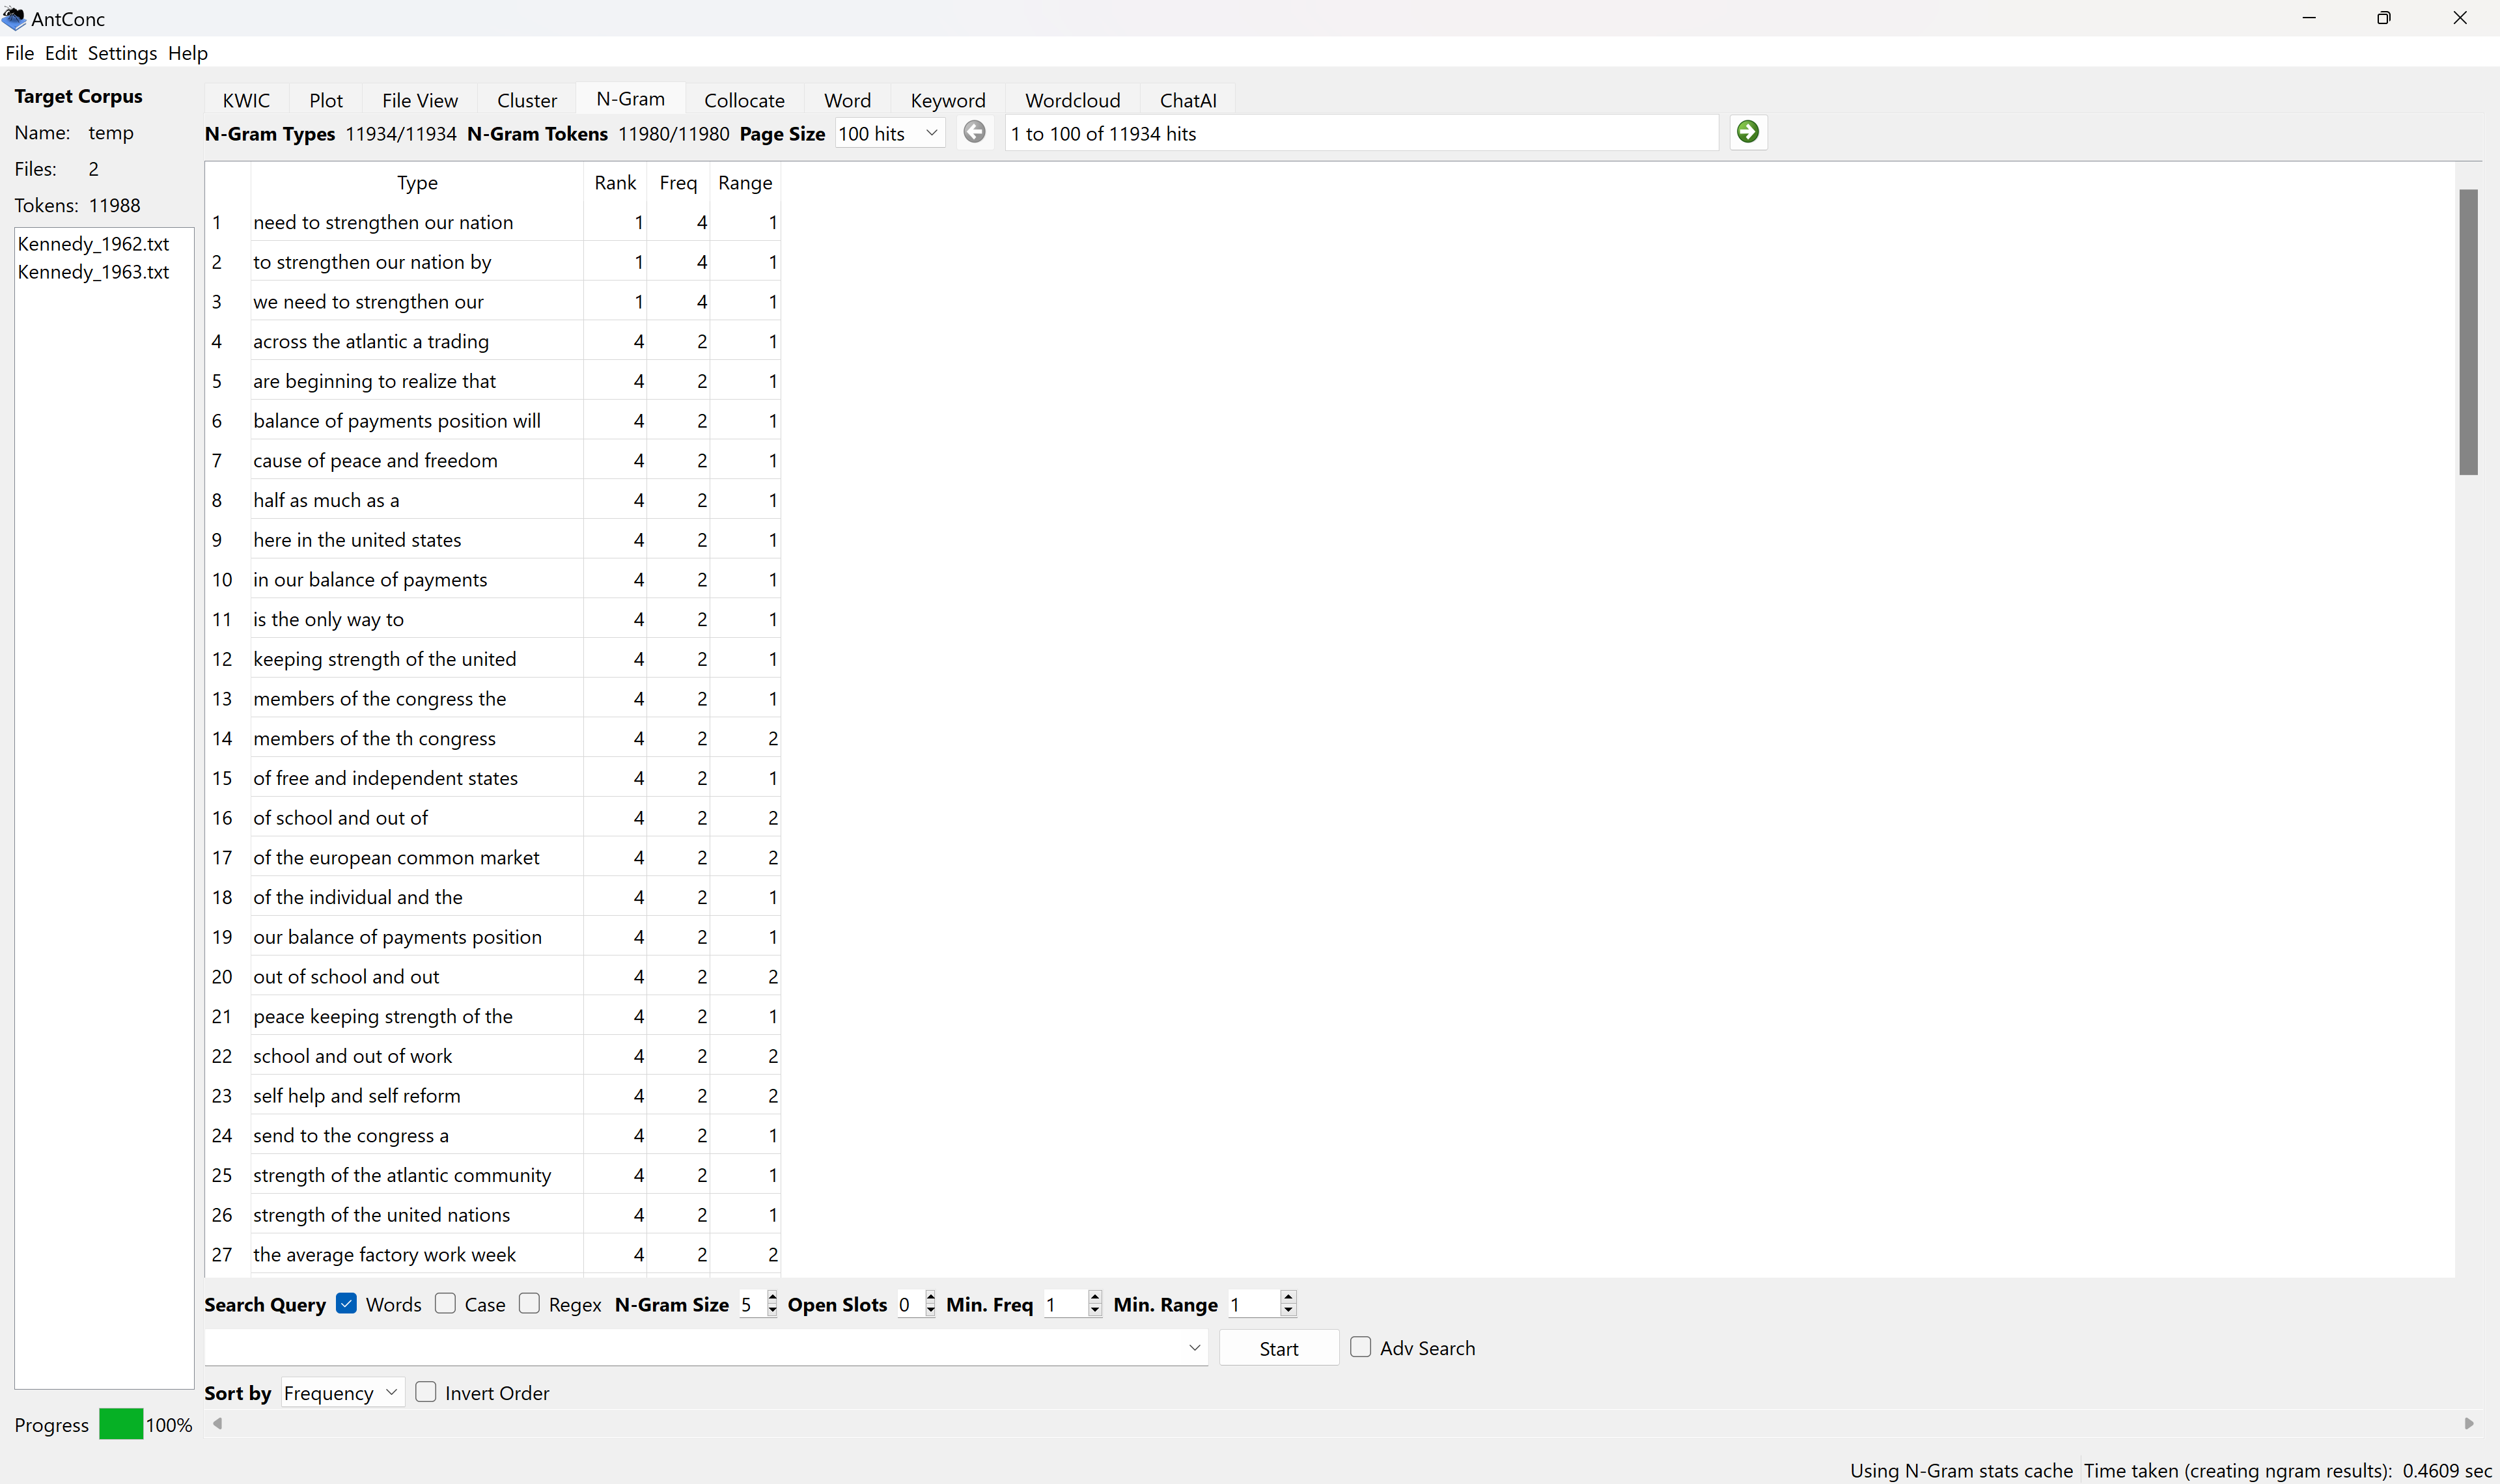 AntConc
File Edit Settings Help
Target Corpus
Name: temp
Files: 2
Tokens: 11988
Kennedy_1962.txt
Kennedy_1963.txt
Progress 100%
KWIC Plot File View Cluster N-Gram Collocate Word Keyword Wordcloud ChatAI
N-Gram Types 11934/11934 N-Gram Tokens 11980/11980 Page Size 100 hits 1 to 100 of 11934 hits
Type Rank Freq Range
1 need to strengthen our nation 1 4 1
2 to strengthen our nation by 1 4 1
3 we need to strengthen our 1 4 1
4 across the atlantic a trading 4 2 1
5 are beginning to realize that 4 2 1
6 balance of payments position will 4 2 1
7 cause of peace and freedom 4 2 1
8 half as much as a 4 2 1
9 here in the united states 4 2 1
10 in our balance of payments 4 2 1
11 is the only way to 4 2 1
12 keeping strength of the united 4 2 1
13 members of the congress the 4 2 1
14 members of the th congress 4 2 2
15 of free and independent states 4 2 1
16 of school and out of 4 2 2
17 of the european common market 4 2 2
18 of the individual and the 4 2 1
19 our balance of payments position 4 2 1
20 out of school and out 4 2 2
21 peace keeping strength of the 4 2 1
22 school and out of work 4 2 2
23 self help and self reform 4 2 2
24 send to the congress a 4 2 1
25 strength of the atlantic community 4 2 1
26 strength of the united nations 4 2 1
27 the average factory work week 4 2 2
Search Query Words Case Regex N-Gram Size 5 Open Slots 0 Min. Freq 1 Min. Range 1
Start Adv Search
Sort by Frequency Invert Order
Using N-Gram stats cache Time taken (creating ngram results): 0.4609 sec